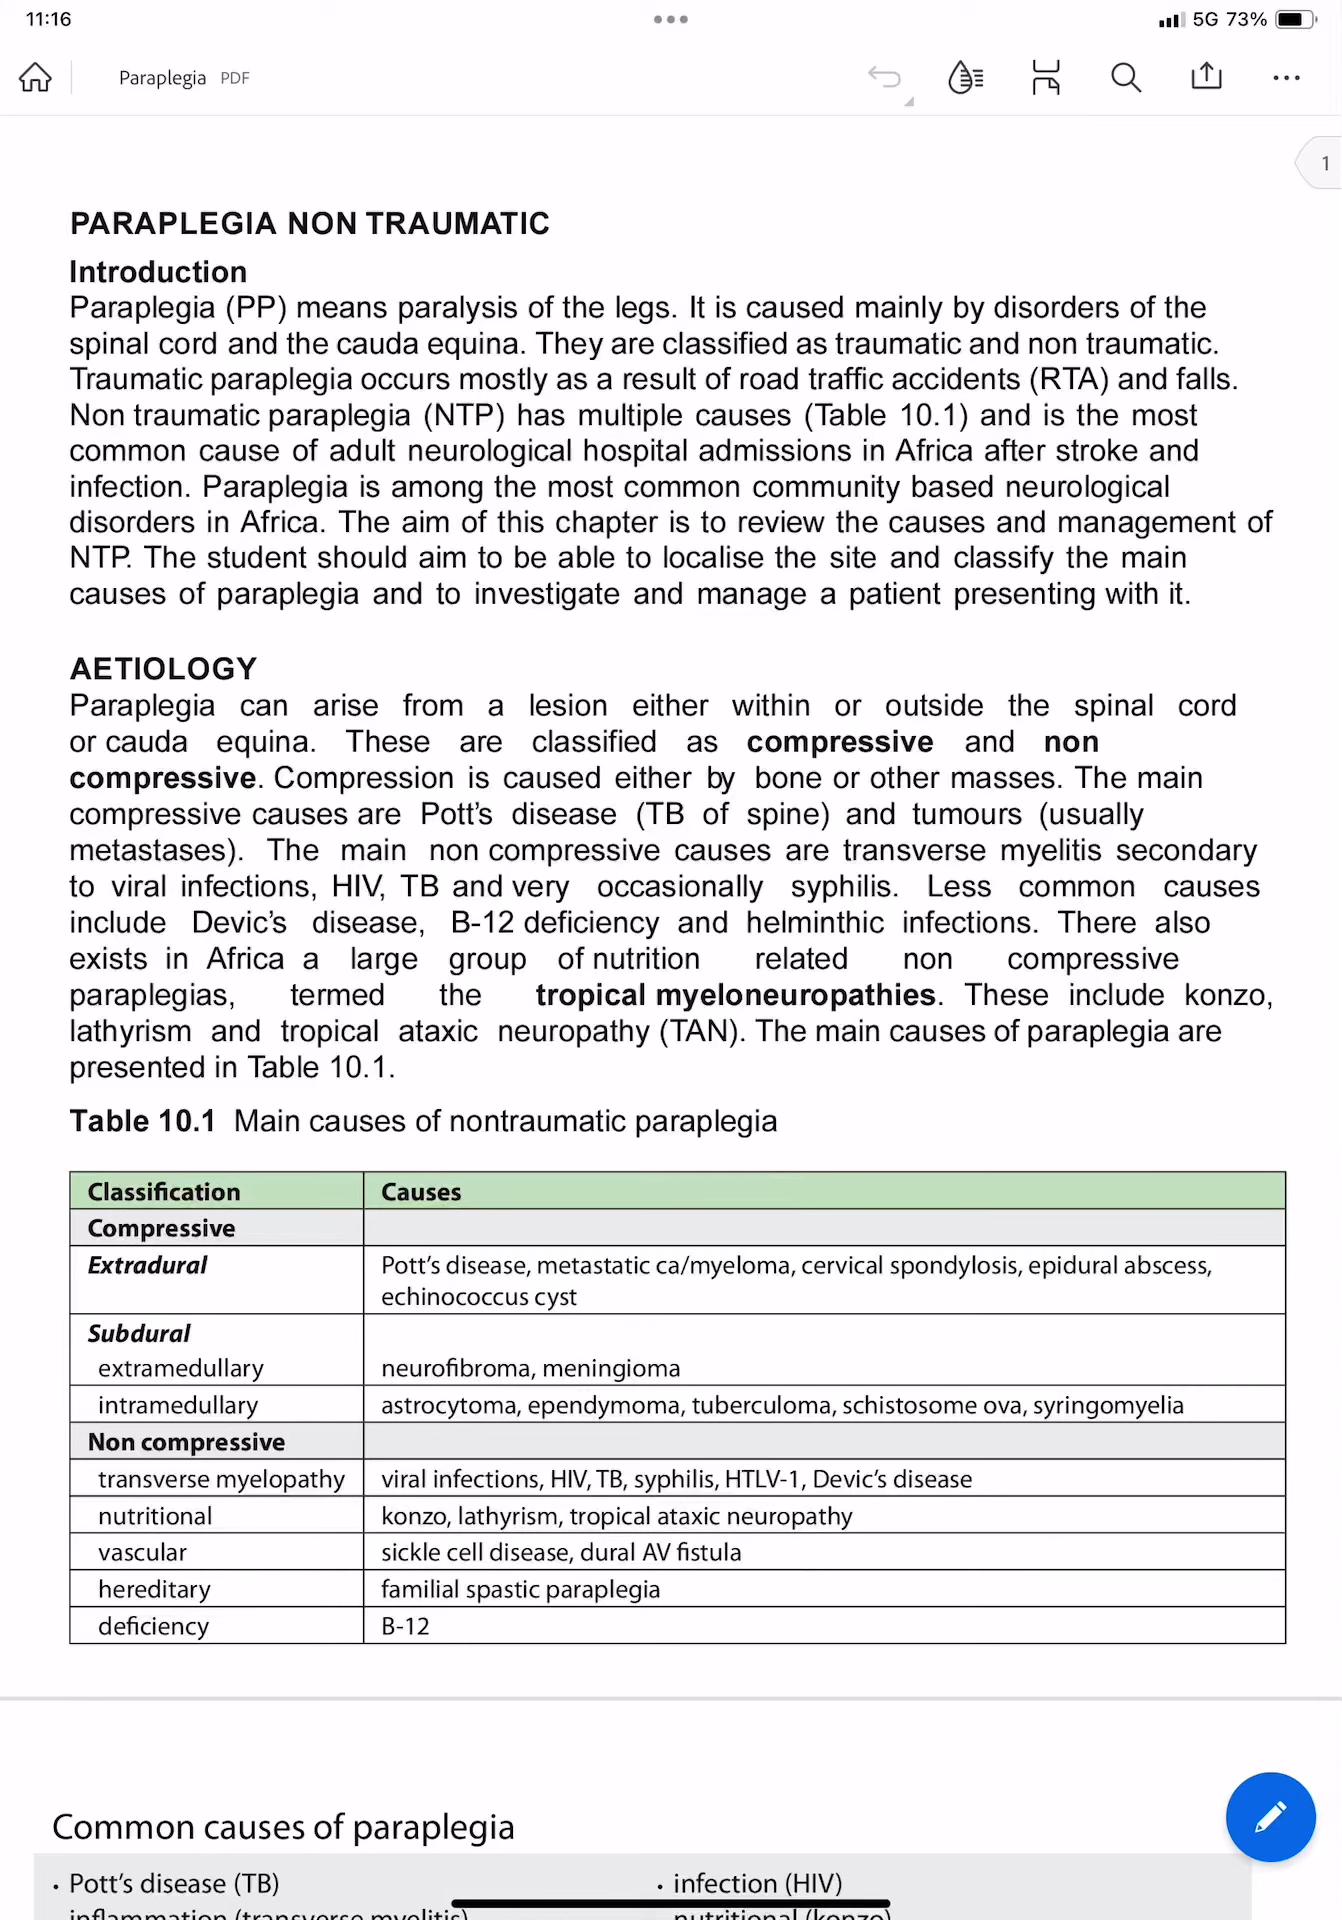 11:16
5G 73%
Paraplegia PDF
1
PARAPLEGIA NON TRAUMATIC
Introduction
Paraplegia (PP) means paralysis of the legs. It is caused mainly by disorders of the
spinal cord and the cauda equina. They are classified as traumatic and non traumatic.
Traumatic paraplegia occurs mostly as a result of road traffic accidents (RTA) and falls.
Non traumatic paraplegia (NTP) has multiple causes (Table 10.1) and is the most
common cause of adult neurological hospital admissions in Africa after stroke and
infection. Paraplegia is among the most common community based neurological
disorders in Africa. The aim of this chapter is to review the causes and management of
NTP. The student should aim to be able to localise the site and classify the main
causes of paraplegia and to investigate and manage a patient presenting with it.
AETIOLOGY
Paraplegia can arise from a lesion either within or outside the spinal cord
or cauda equina. These are classified as compressive and non
compressive. Compression is caused either by bone or other masses. The main
compressive causes are Pott's disease (TB of spine) and tumours (usually
metastases). The main non compressive causes are transverse myelitis secondary
to viral infections, HIV, TB and very occasionally syphilis. Less common causes
include Devic's disease, B-12 deficiency and helminthic infections. There also
exists in Africa a large group of nutrition related non compressive
paraplegias, termed the tropical myeloneuropathies. These include konzo,
lathyrism and tropical ataxic neuropathy (TAN). The main causes of paraplegia are
presented in Table 10.1.
Table 10.1 Main causes of nontraumatic paraplegia
Classification Causes
Compressive
Extradural Pott's disease, metastatic ca/myeloma, cervical spondylosis, epidural abscess,
echinococcus cyst
Subdural
extramedullary neurofibroma, meningioma
intramedullary astrocytoma, ependymoma, tuberculoma, schistosome ova, syringomyelia
Non compressive
transverse myelopathy viral infections, HIV, TB, syphilis, HTLV-1, Devic's disease
nutritional konzo, lathyrism, tropical ataxic neuropathy
vascular sickle cell disease, dural AV fistula
hereditary familial spastic paraplegia
deficiency B-12
Common causes of paraplegia
· Pott's disease (TB) · infection (HIV)
inflammation (transverse myelitis) nutritional (konzo)